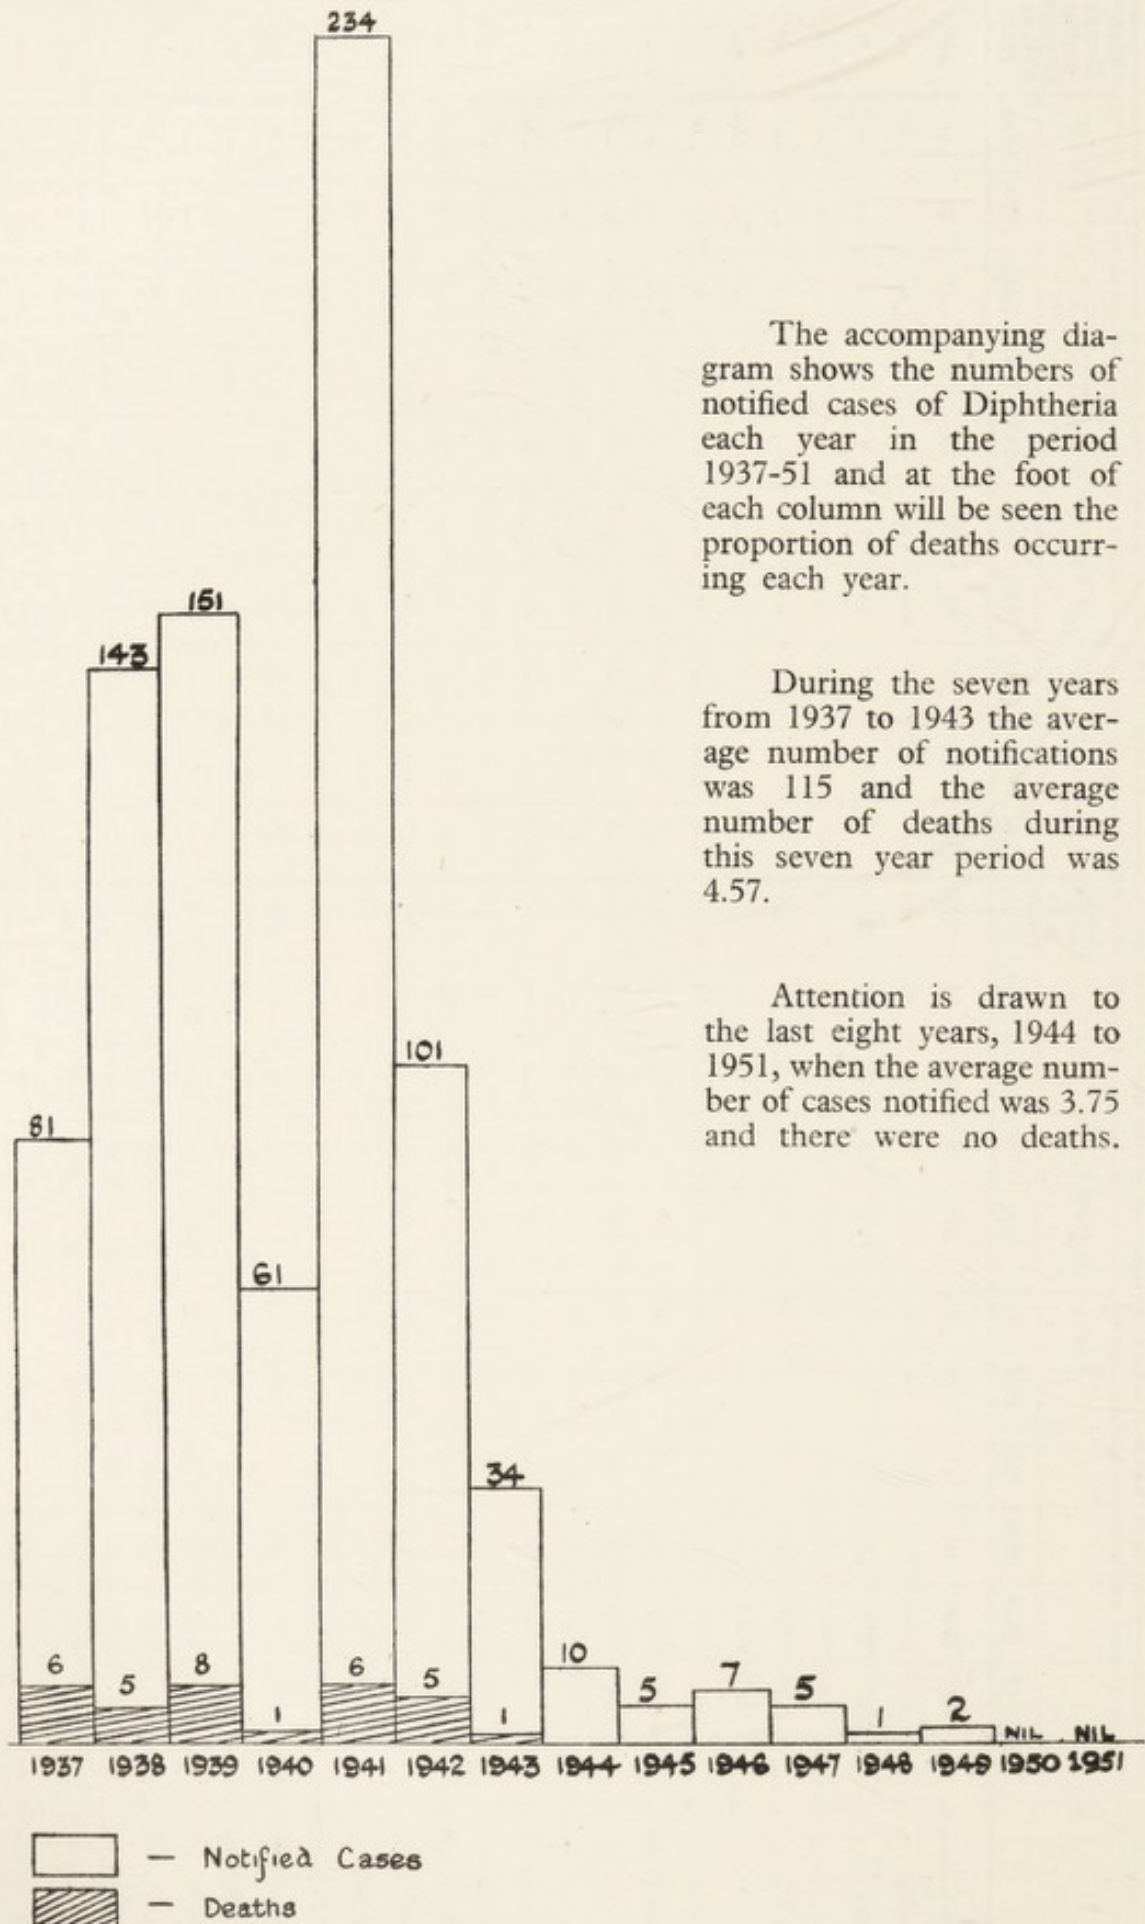 234
151
143
101
81
61
34
10
7
5
5
2
1
NIL
NIL
6
5
8
1
6
5
1
1937 1938 1939 1940 1941 1942 1943 1944 1945 1946 1947 1948 1949 1950 1951
— Notified Cases
— Deaths
The accompanying dia-
gram shows the numbers of
notified cases of Diphtheria
each year in the period
1937-51 and at the foot of
each column will be seen the
proportion of deaths occurr-
ing each year.
During the seven years
from 1937 to 1943 the aver-
age number of notifications
was 115 and the average
number of deaths during
this seven year period was
4.57.
Attention is drawn to
the last eight years, 1944 to
1951, when the average num-
ber of cases notified was 3.75
and there were no deaths.